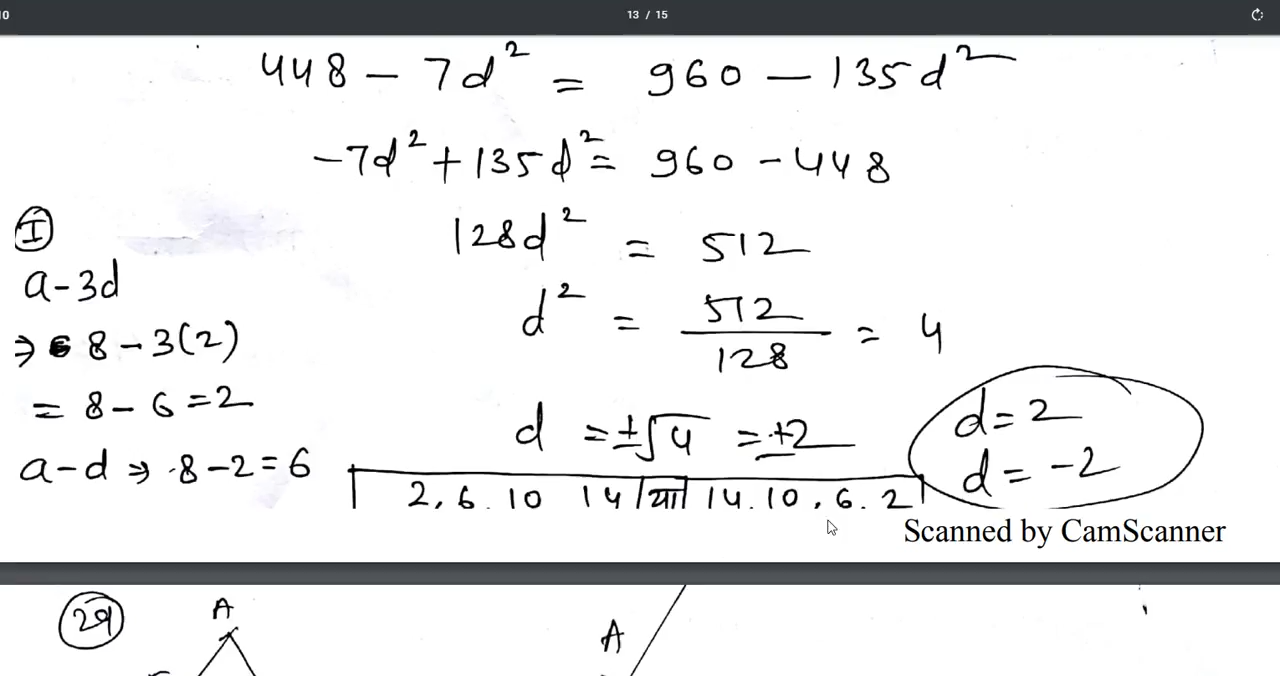 13 / 15
448 - 7d² = 960 - 135d²
-7d² + 135d² = 960 - 448
128d² = 512
d² = 512/128 = 4
d = ±√4 = ±2
d = 2
d = -2
I
a - 3d
⇒ 8 - 3(2)
= 8 - 6 = 2
a - d ⇒ 8 - 2 = 6
2, 6, 10 14 | या | 14, 10, 6, 2
Scanned by CamScanner
29
A
A